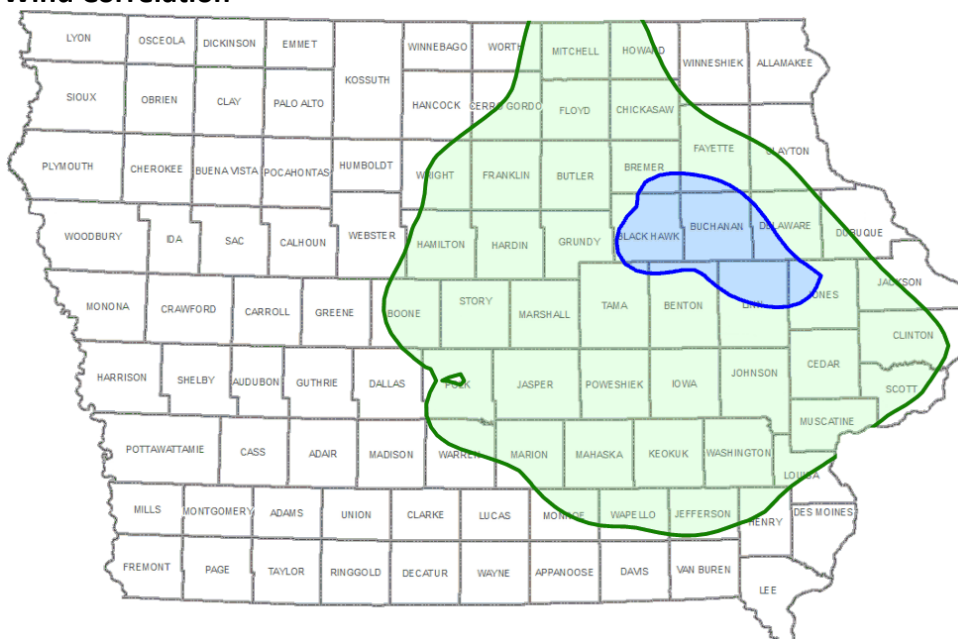 Wind Correlation
LYON OSCEOLA DICKINSON EMMET WINNEBAGO WORTH MITCHELL HOWARD WINNESHIEK ALLAMAKEE
KOSSUTH
SIOUX OBRIEN CLAY PALO ALTO HANCOCK CERRO GORDO FLOYD CHICKASAW
PLYMOUTH CHEROKEE BUENA VISTA POCAHONTAS HUMBOLDT WRIGHT FRANKLIN BUTLER BREMER FAYETTE CLAYTON
WOODBURY IDA SAC CALHOUN WEBSTER HAMILTON HARDIN GRUNDY BLACK HAWK BUCHANAN DELAWARE DUBUQUE
MONONA CRAWFORD CARROLL GREENE BOONE STORY MARSHALL TAMA BENTON LINN JONES JACKSON
CLINTON
HARRISON SHELBY AUDUBON GUTHRIE DALLAS POLK JASPER POWESHIEK IOWA JOHNSON CEDAR SCOTT
MUSCATINE
POTTAWATTAMIE CASS ADAIR MADISON WARREN MARION MAHASKA KEOKUK WASHINGTON LOUISA
MILLS MONTGOMERY ADAMS UNION CLARKE LUCAS MONROE WAPELLO JEFFERSON HENRY DES MOINES
FREMONT PAGE TAYLOR RINGGOLD DECATUR WAYNE APPANOOSE DAVIS VAN BUREN LEE